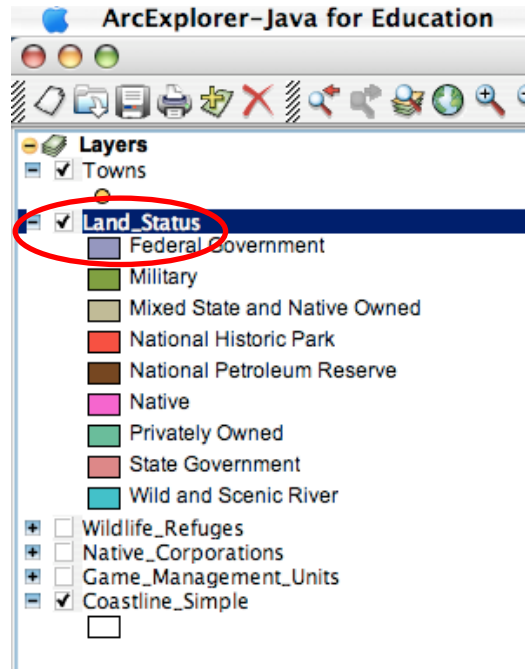 ArcExplorer-Java for Education
Layers
Towns
Land_Status
Federal Government
Military
Mixed State and Native Owned
National Historic Park
National Petroleum Reserve
Native
Privately Owned
State Government
Wild and Scenic River
Wildlife_Refuges
Native_Corporations
Game_Management_Units
Coastline_Simple